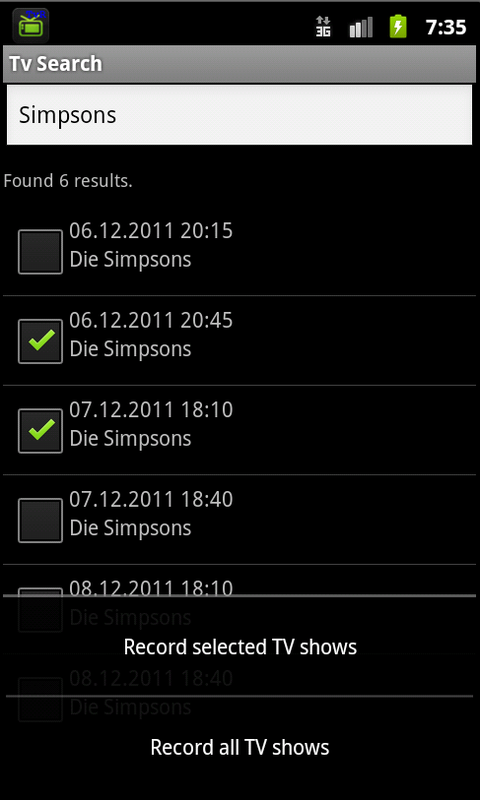 3G 7:35
Tv Search
Simpsons
Found 6 results.
06.12.2011 20:15
Die Simpsons
06.12.2011 20:45
Die Simpsons
07.12.2011 18:10
Die Simpsons
07.12.2011 18:40
Die Simpsons
08.12.2011 18:10
Die Simpsons
Record selected TV shows
08.12.2011 18:40
Die Simpsons
Record all TV shows